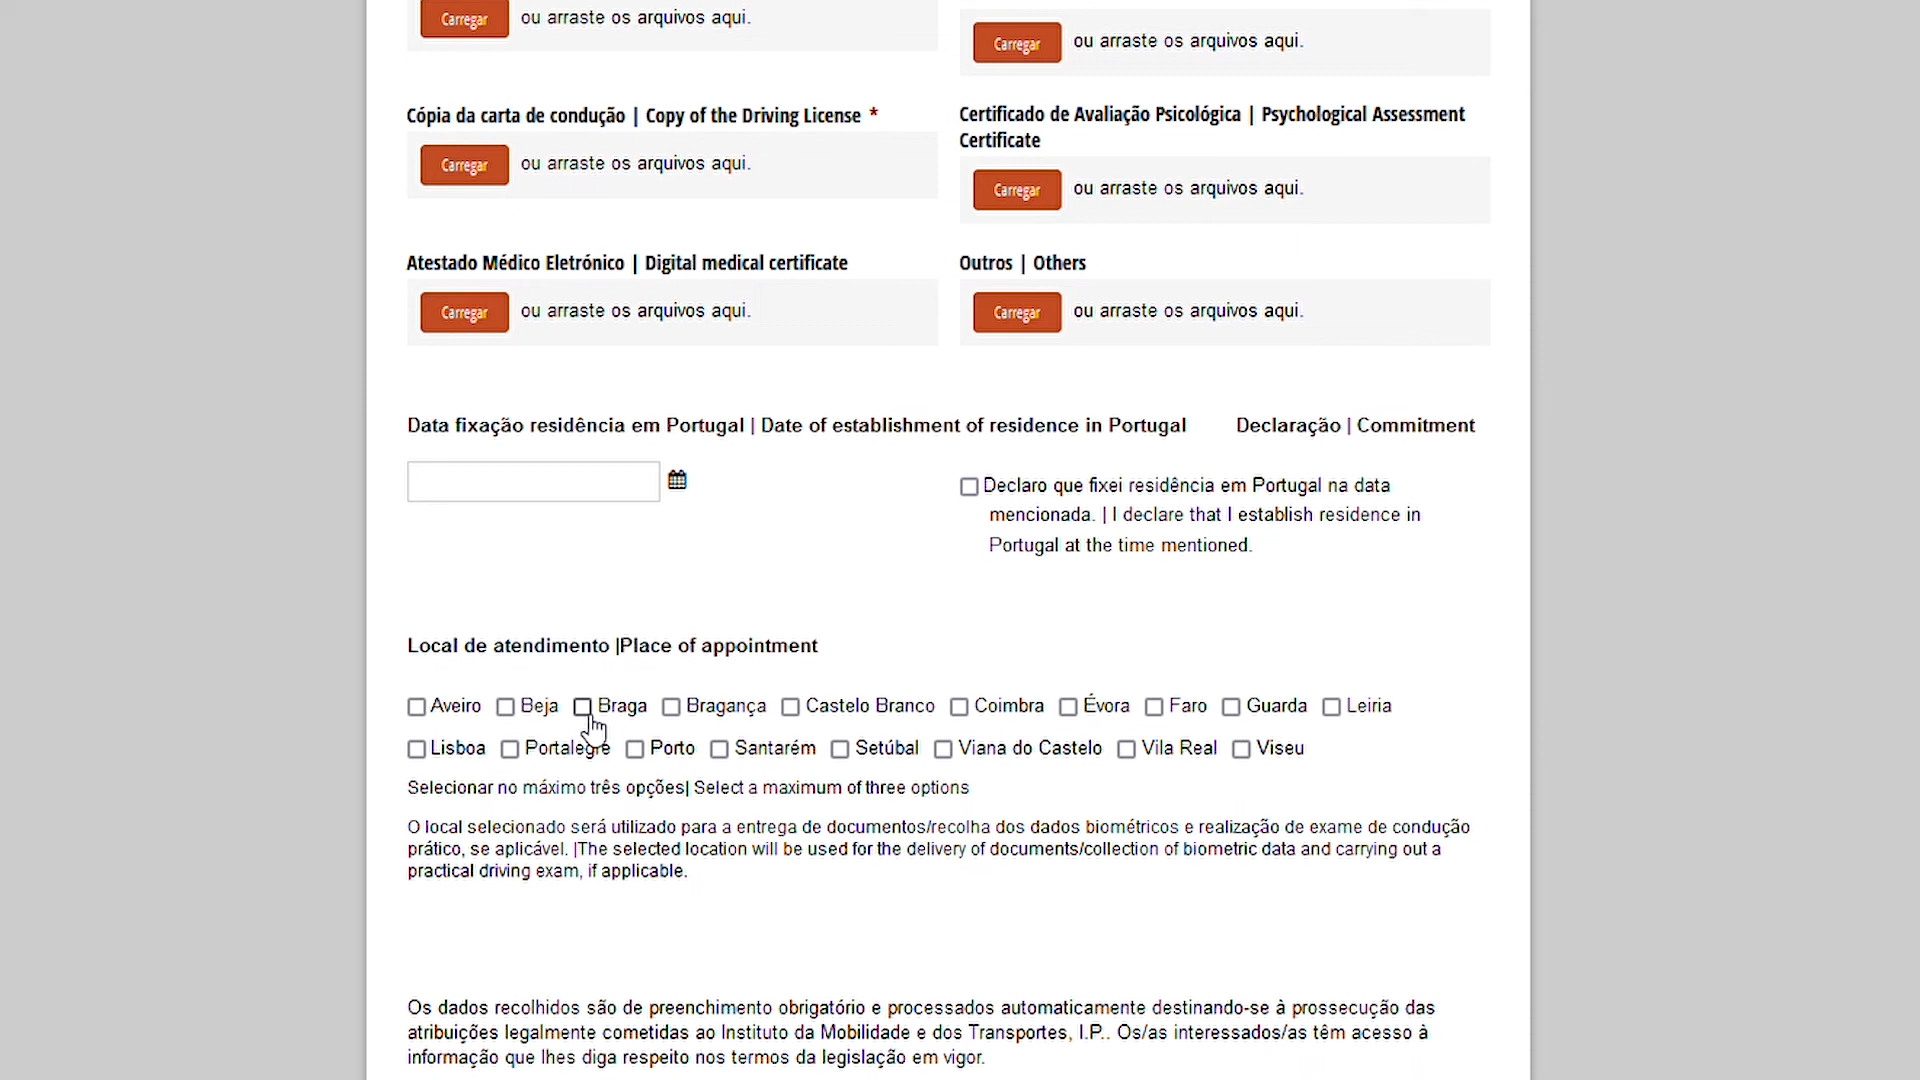 Carregar ou arraste os arquivos aqui.
Carregar ou arraste os arquivos aqui.
Cópia da carta de condução | Copy of the Driving License *
Carregar ou arraste os arquivos aqui.
Certificado de Avaliação Psicológica | Psychological Assessment
Certificate
Carregar ou arraste os arquivos aqui.
Atestado Médico Eletrónico | Digital medical certificate
Carregar ou arraste os arquivos aqui.
Outros | Others
Carregar ou arraste os arquivos aqui.
Data fixação residência em Portugal | Date of establishment of residence in Portugal
Declaração | Commitment
Declaro que fixei residência em Portugal na data
mencionada. | I declare that I establish residence in
Portugal at the time mentioned.
Local de atendimento |Place of appointment
Aveiro Beja Braga Bragança Castelo Branco Coimbra Évora Faro Guarda Leiria
Lisboa Portalegre Porto Santarém Setúbal Viana do Castelo Vila Real Viseu
Selecionar no máximo três opções| Select a maximum of three options
O local selecionado será utilizado para a entrega de documentos/recolha dos dados biométricos e realização de exame de condução
prático, se aplicável. |The selected location will be used for the delivery of documents/collection of biometric data and carrying out a
practical driving exam, if applicable.
Os dados recolhidos são de preenchimento obrigatório e processados automaticamente destinando-se à prossecução das
atribuições legalmente cometidas ao Instituto da Mobilidade e dos Transportes, I.P.. Os/as interessados/as têm acesso à
informação que lhes diga respeito nos termos da legislação em vigor.